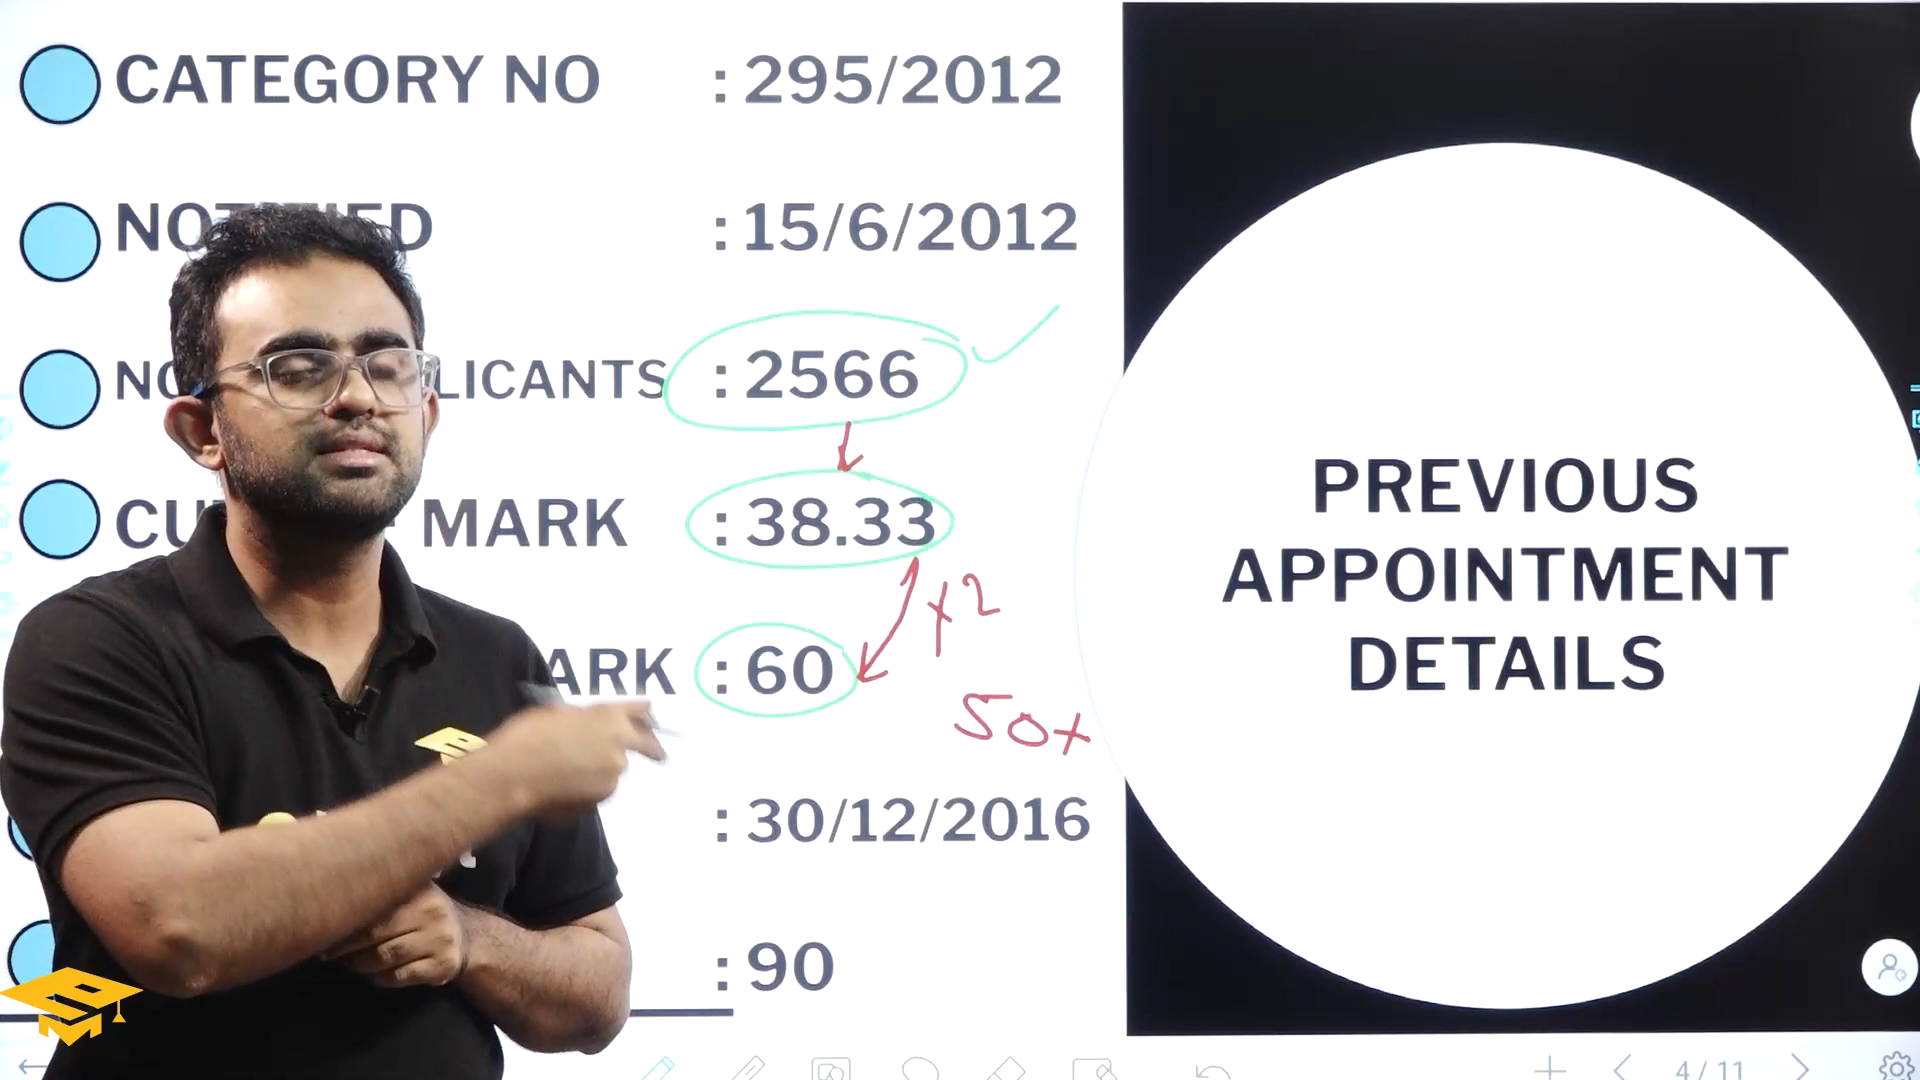 CATEGORY NO : 295/2012
: 15/6/2012
: 2566
MARK : 38.33
×2
: 60
50+
: 30/12/2016
: 90
PREVIOUS
APPOINTMENT
DETAILS
4 / 11